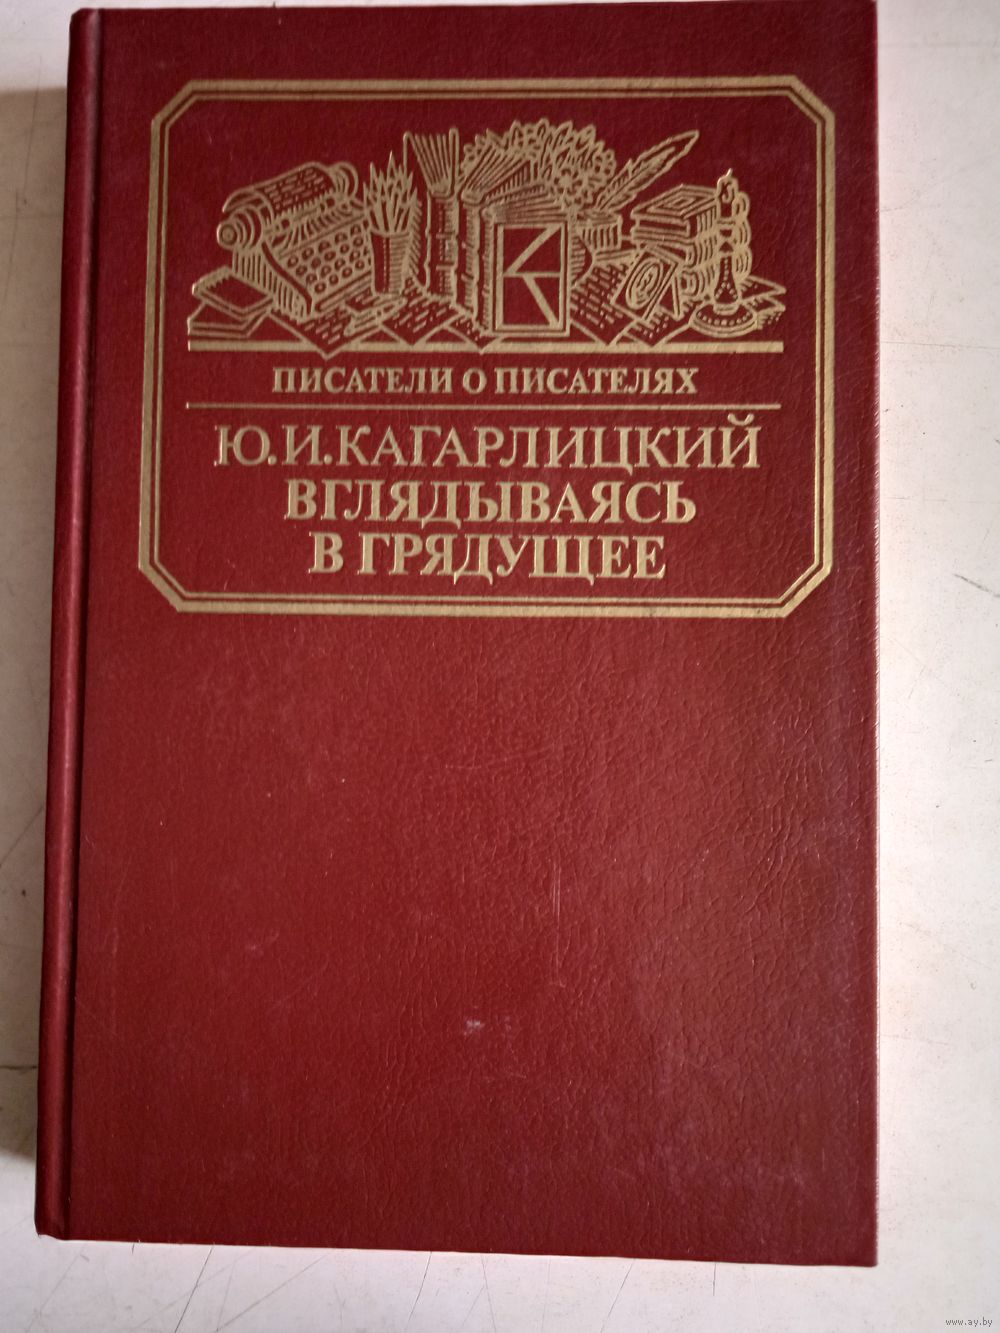 ПИСАТЕЛИ О ПИСАТЕЛЯХ
Ю.И.КАГАРЛИЦКИЙ
ВГЛЯДЫВАЯСЬ
В ГРЯДУЩЕЕ
www.ay.by